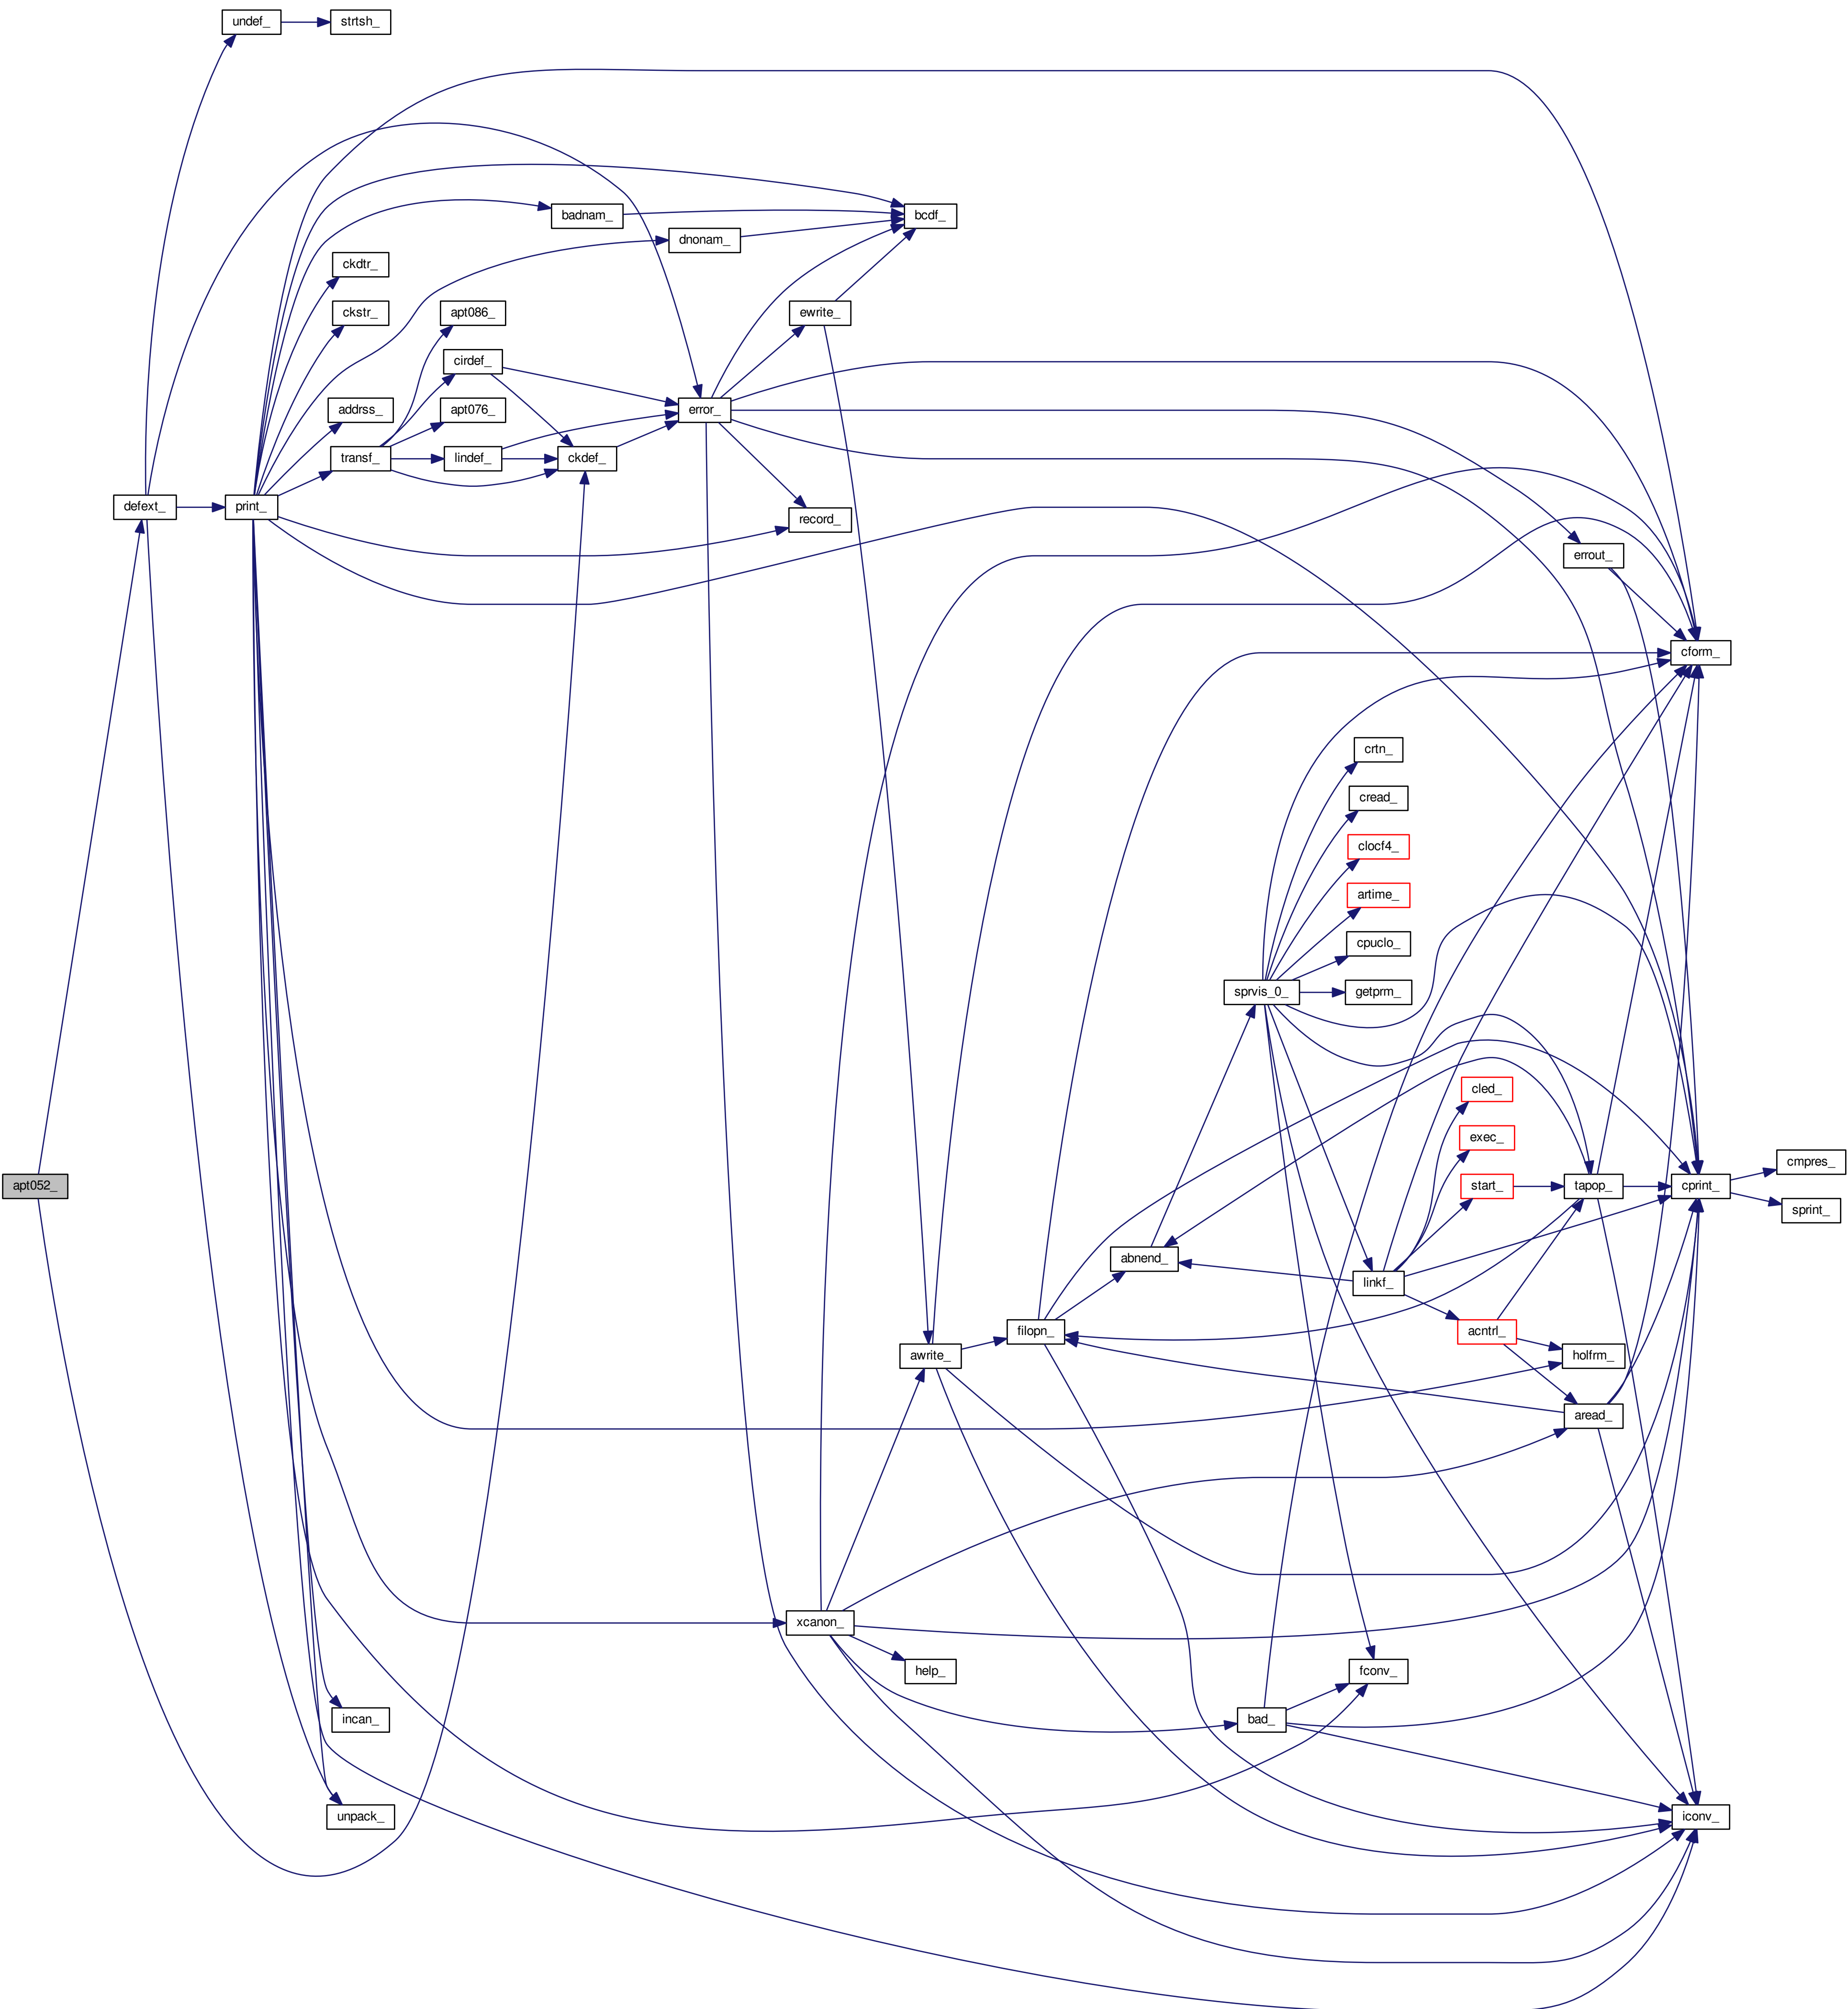 undef_
strtsh_
badnam_
bcdf_
dnonam_
ckdtr_
ckstr_
apt086_
ewrite_
cirdef_
addrss_
apt076_
error_
transf_
lindef_
ckdef_
defext_
print_
record_
errout_
cform_
crtn_
cread_
clocf4_
artime_
cpuclo_
sprvis_0_
getprm_
cled_
exec_
cmpres_
apt052_
start_
tapop_
cprint_
sprint_
abnend_
linkf_
filopn_
acntrl_
awrite_
holfrm_
aread_
xcanon_
help_
fconv_
incan_
bad_
unpack_
iconv_